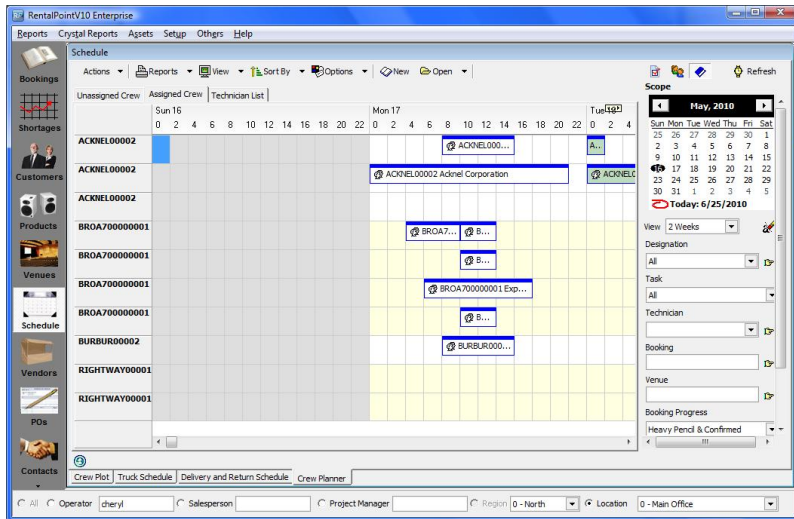 RentalPointV10 Enterprise
Reports Crystal Reports Assets Setup Others Help
Bookings
Shortages
Customers
Products
Venues
Schedule
Vendors
POs
Contacts
Schedule
Actions Reports View Sort By Options New Open Refresh
Unassigned Crew Assigned Crew Technician List
Sun 16 Mon 17 Tue 18
0 2 4 6 8 10 12 14 16 18 20 22 0 2 4 6 8 10 12 14 16 18 20 22 0 2 4
ACKNEL00002 ACKNEL000... A...
ACKNEL00002 ACKNEL00002 Acknel Corporation ACKNEL0
ACKNEL00002
BROA700000001 BROA7... B...
BROA700000001 B...
BROA700000001 BROA700000001 Exp...
BROA700000001 B...
BURBUR00002 BURBUR000...
RIGHTWAY00001
RIGHTWAY00001
Crew Plot Truck Schedule Delivery and Return Schedule Crew Planner
Scope
May, 2010
Sun Mon Tue Wed Thu Fri Sat
25 26 27 28 29 30 1
2 3 4 5 6 7 8
9 10 11 12 13 14 15
16 17 18 19 20 21 22
23 24 25 26 27 28 29
30 31 1 2 3 4 5
Today: 6/25/2010
View 2 Weeks
Designation
All
Task
All
Technician
Booking
Venue
Booking Progress
Heavy Pencil & Confirmed
All Operator cheryl Salesperson Project Manager Region 0 - North Location 0 - Main Office